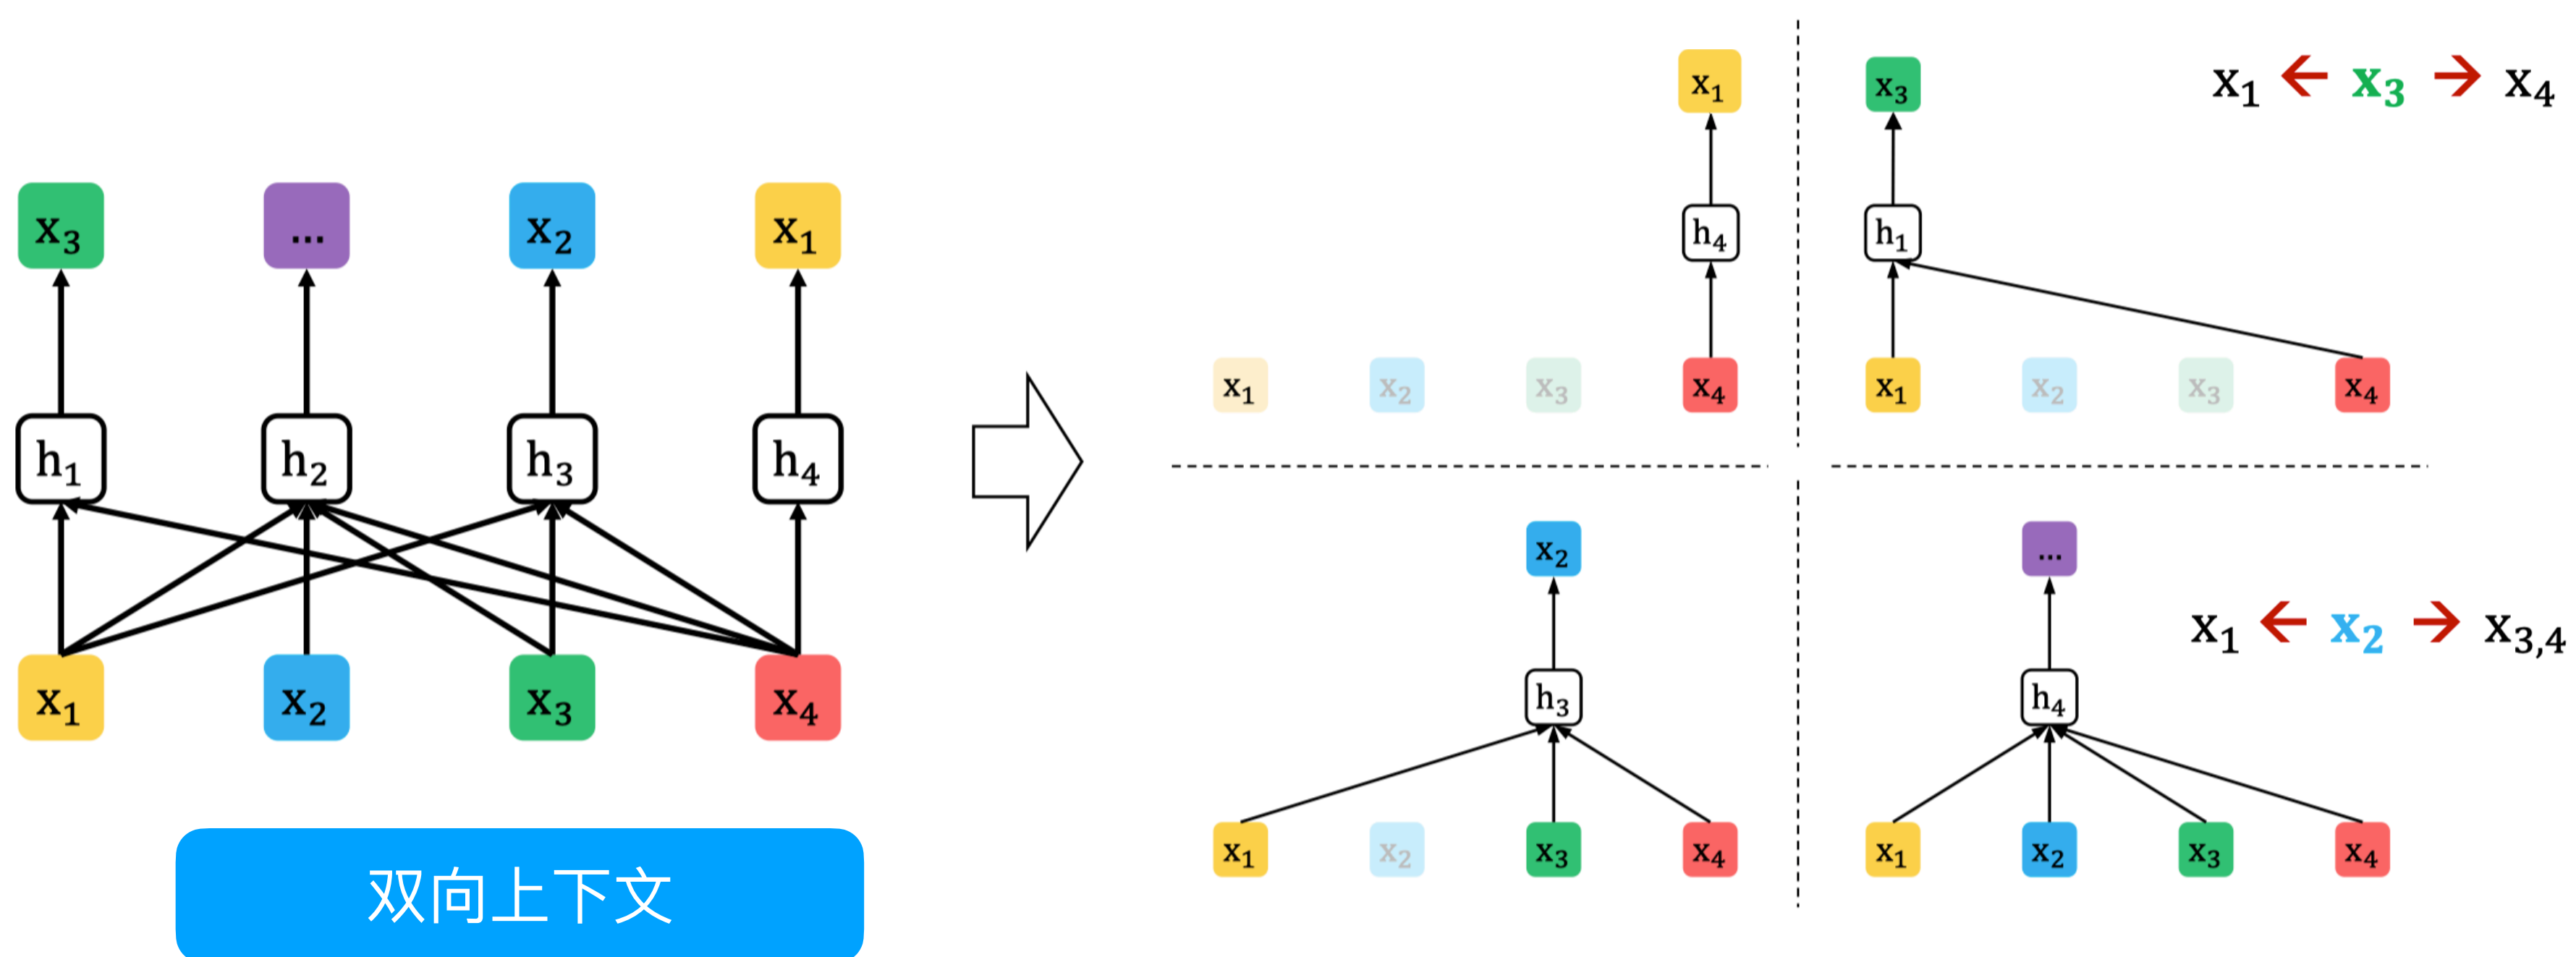 x₃ ... x₂ x₁
h₁ h₂ h₃ h₄
x₁ x₂ x₃ x₄
双向上下文
x₁
h₄
x₁ x₂ x₃ x₄
x₃
x₁ ← x₃ → x₄
h₁
x₁ x₂ x₃ x₄
x₂
h₃
x₁ x₂ x₃ x₄
...
x₁ ← x₂ → x₃,₄
h₄
x₁ x₂ x₃ x₄